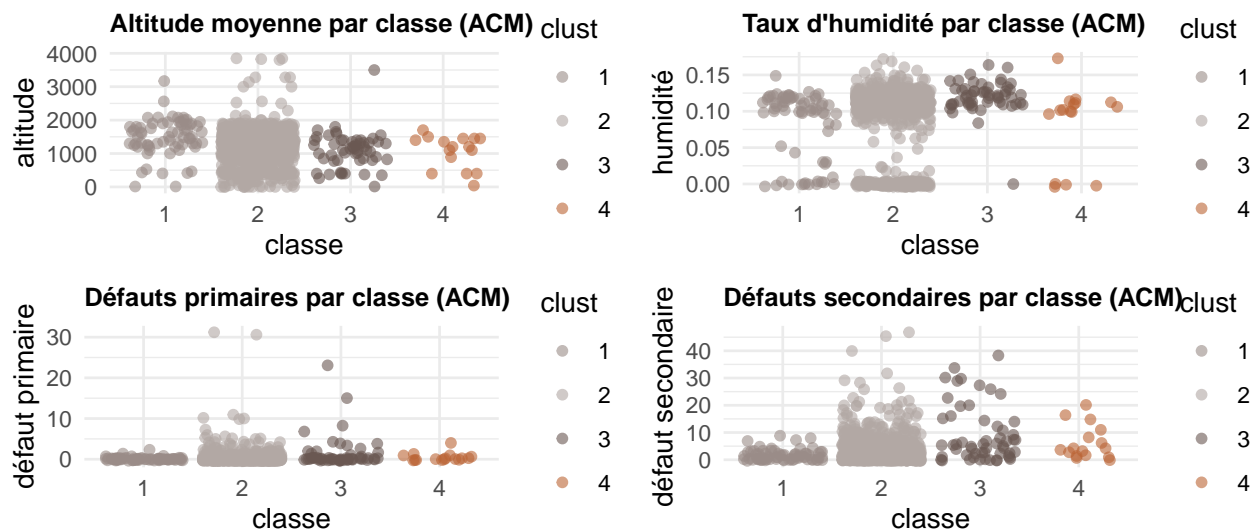 Altitude moyenne par classe (ACM)
clust
1
2
3
4
altitude
4000
3000
2000
1000
0
1 2 3 4
classe
Taux d'humidité par classe (ACM)
clust
1
2
3
4
humidité
0.15
0.10
0.05
0.00
1 2 3 4
classe
Défauts primaires par classe (ACM)
clust
1
2
3
4
défaut primaire
30
20
10
0
1 2 3 4
classe
Défauts secondaires par classe (ACM)
clust
1
2
3
4
défaut secondaire
40
30
20
10
0
1 2 3 4
classe